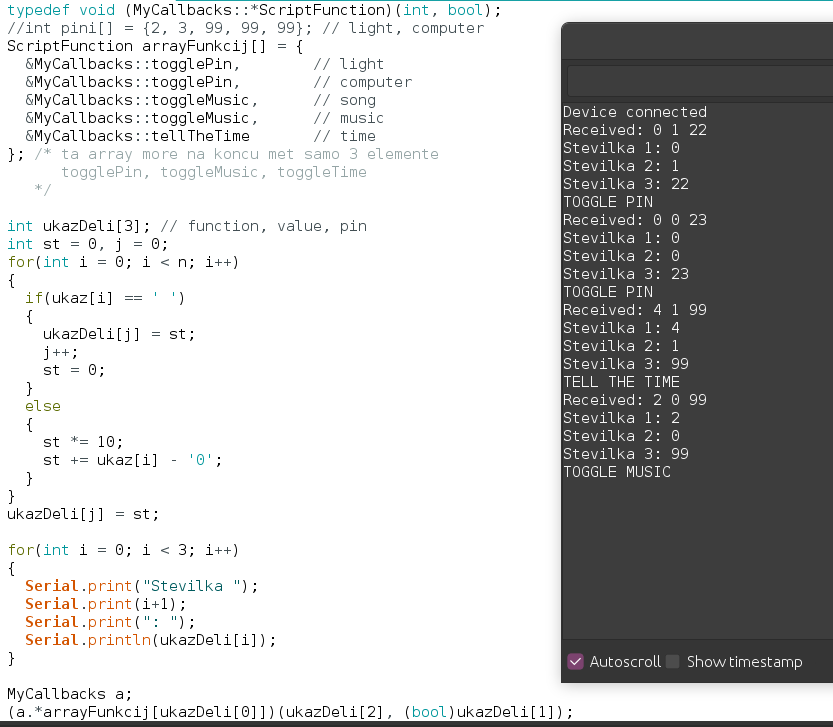 typedef void (MyCallbacks::*ScriptFunction)(int, bool);
//int pini[] = {2, 3, 99, 99, 99}; // light, computer
ScriptFunction arrayFunkcij[] = {
  &MyCallbacks::togglePin,        // light
  &MyCallbacks::togglePin,        // computer
  &MyCallbacks::toggleMusic,      // song
  &MyCallbacks::toggleMusic,      // music
  &MyCallbacks::tellTheTime       // time
}; /* ta array more na koncu met samo 3 elemente
      togglePin, toggleMusic, toggleTime
   */

int ukazDeli[3]; // function, value, pin
int st = 0, j = 0;
for(int i = 0; i < n; i++)
{
  if(ukaz[i] == ' ')
  {
    ukazDeli[j] = st;
    j++;
    st = 0;
  }
  else
  {
    st *= 10;
    st += ukaz[i] - '0';
  }
}
ukazDeli[j] = st;

for(int i = 0; i < 3; i++)
{
  Serial.print("Stevilka ");
  Serial.print(i+1);
  Serial.print(": ");
  Serial.println(ukazDeli[i]);
}

MyCallbacks a;
(a.*arrayFunkcij[ukazDeli[0]])(ukazDeli[2], (bool)ukazDeli[1]);
Device connected
Received: 0 1 22
Stevilka 1: 0
Stevilka 2: 1
Stevilka 3: 22
TOGGLE PIN
Received: 0 0 23
Stevilka 1: 0
Stevilka 2: 0
Stevilka 3: 23
TOGGLE PIN
Received: 4 1 99
Stevilka 1: 4
Stevilka 2: 1
Stevilka 3: 99
TELL THE TIME
Received: 2 0 99
Stevilka 1: 2
Stevilka 2: 0
Stevilka 3: 99
TOGGLE MUSIC
Autoscroll Show timestamp